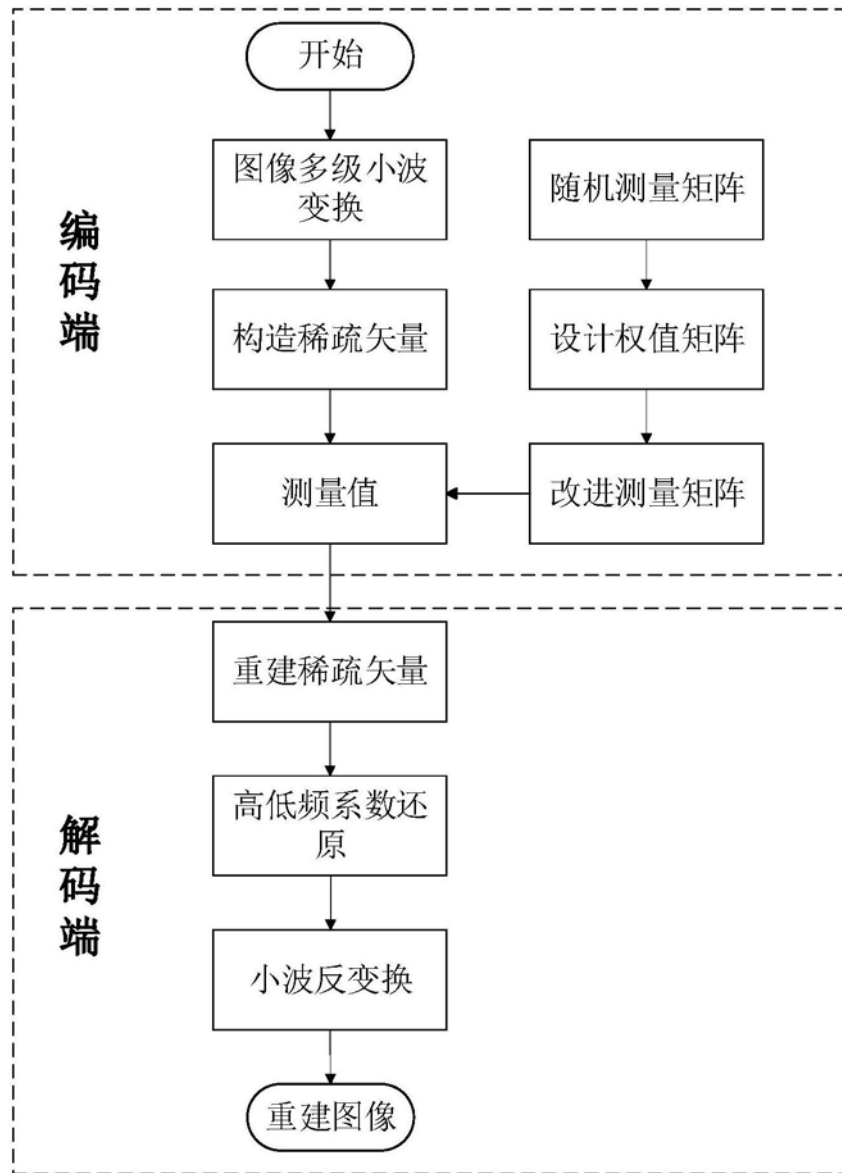 开始
图像多级小波
变换
随机测量矩阵
编
码
端
构造稀疏矢量
设计权值矩阵
测量值
改进测量矩阵
重建稀疏矢量
高低频系数还
原
解
码
端
小波反变换
重建图像